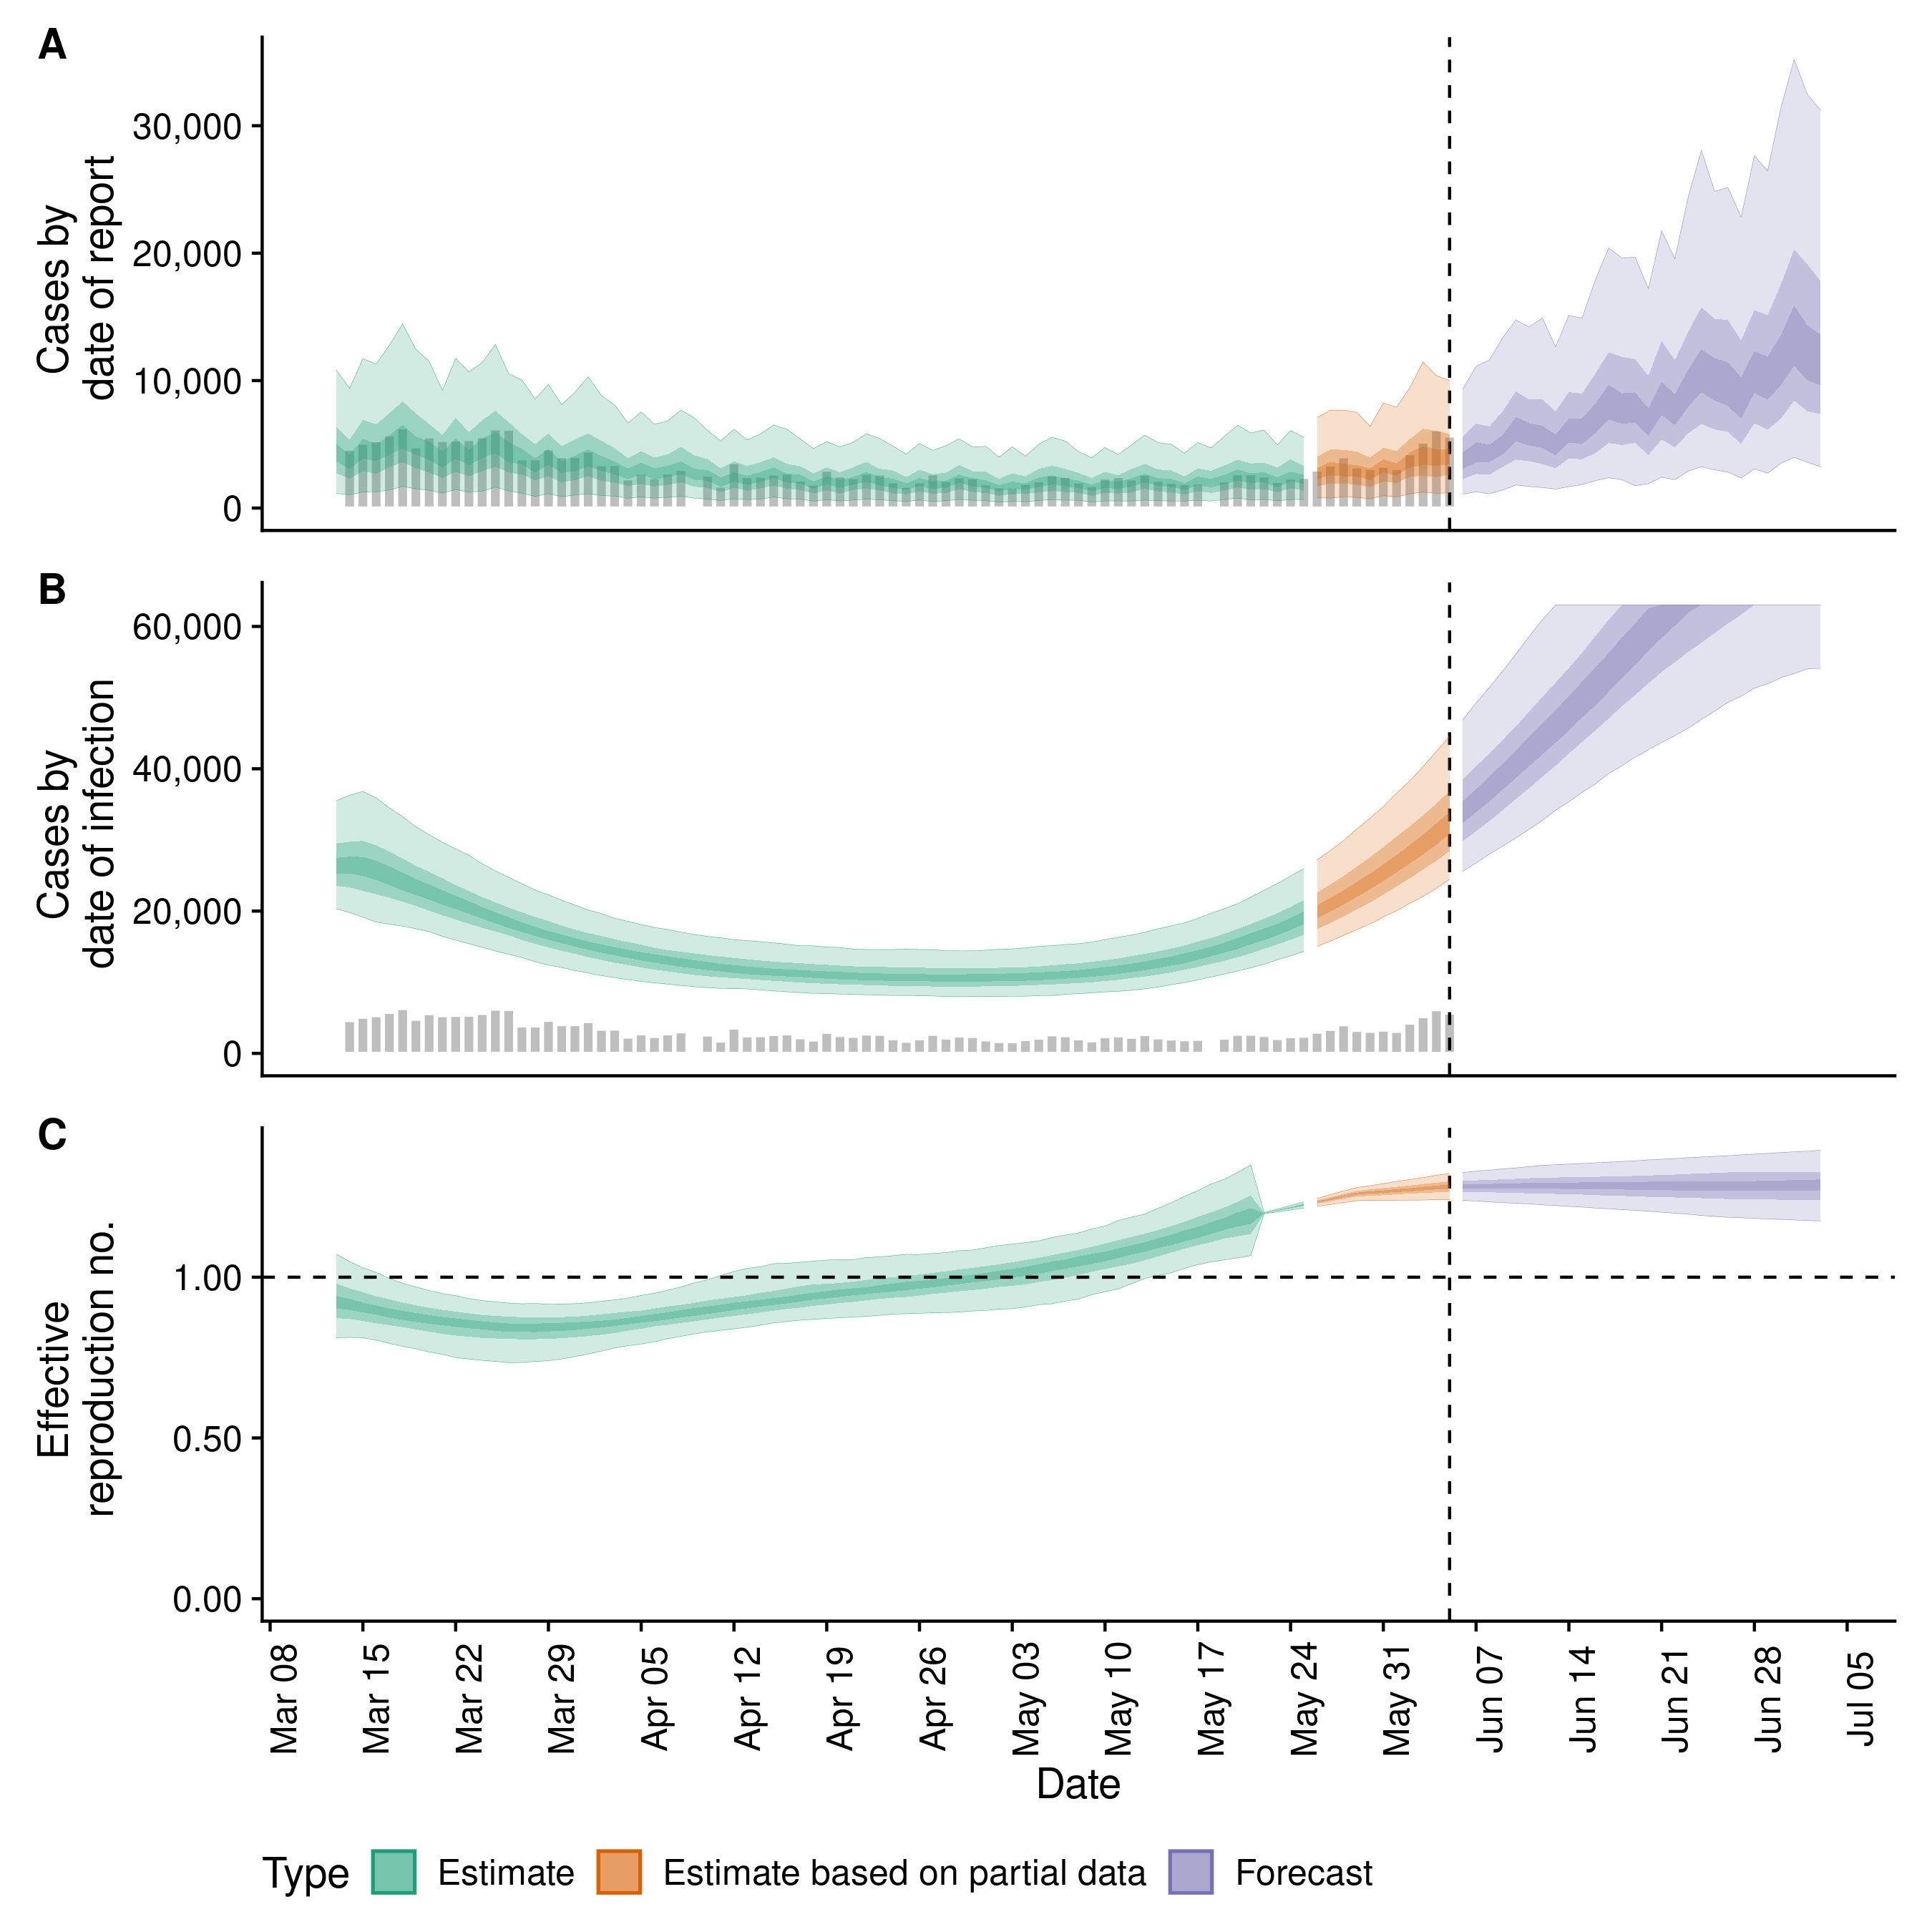 A
Cases by
date of report
30,000
20,000
10,000
0
B
Cases by
date of infection
60,000
40,000
20,000
0
C
Effective
reproduction no.
1.00
0.50
0.00
Mar 08
Mar 15
Mar 22
Mar 29
Apr 05
Apr 12
Apr 19
Apr 26
May 03
May 10
May 17
May 24
May 31
Jun 07
Jun 14
Jun 21
Jun 28
Jul 05
Date
Type Estimate Estimate based on partial data Forecast